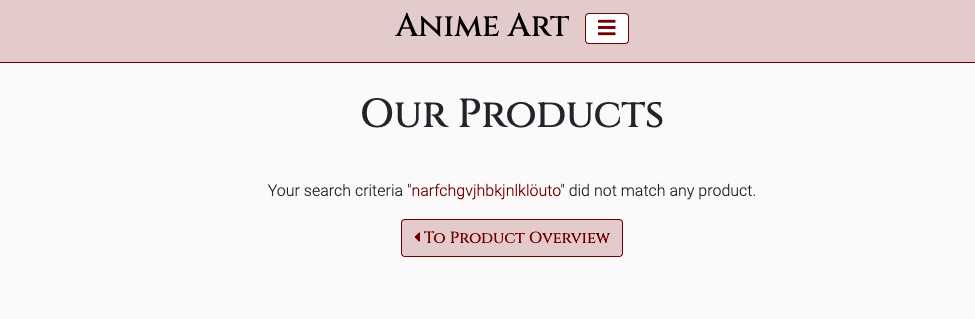 Anime Art
Our Products
Your search criteria "narfchgvjhbkjnlklöuto" did not match any product.
To Product Overview